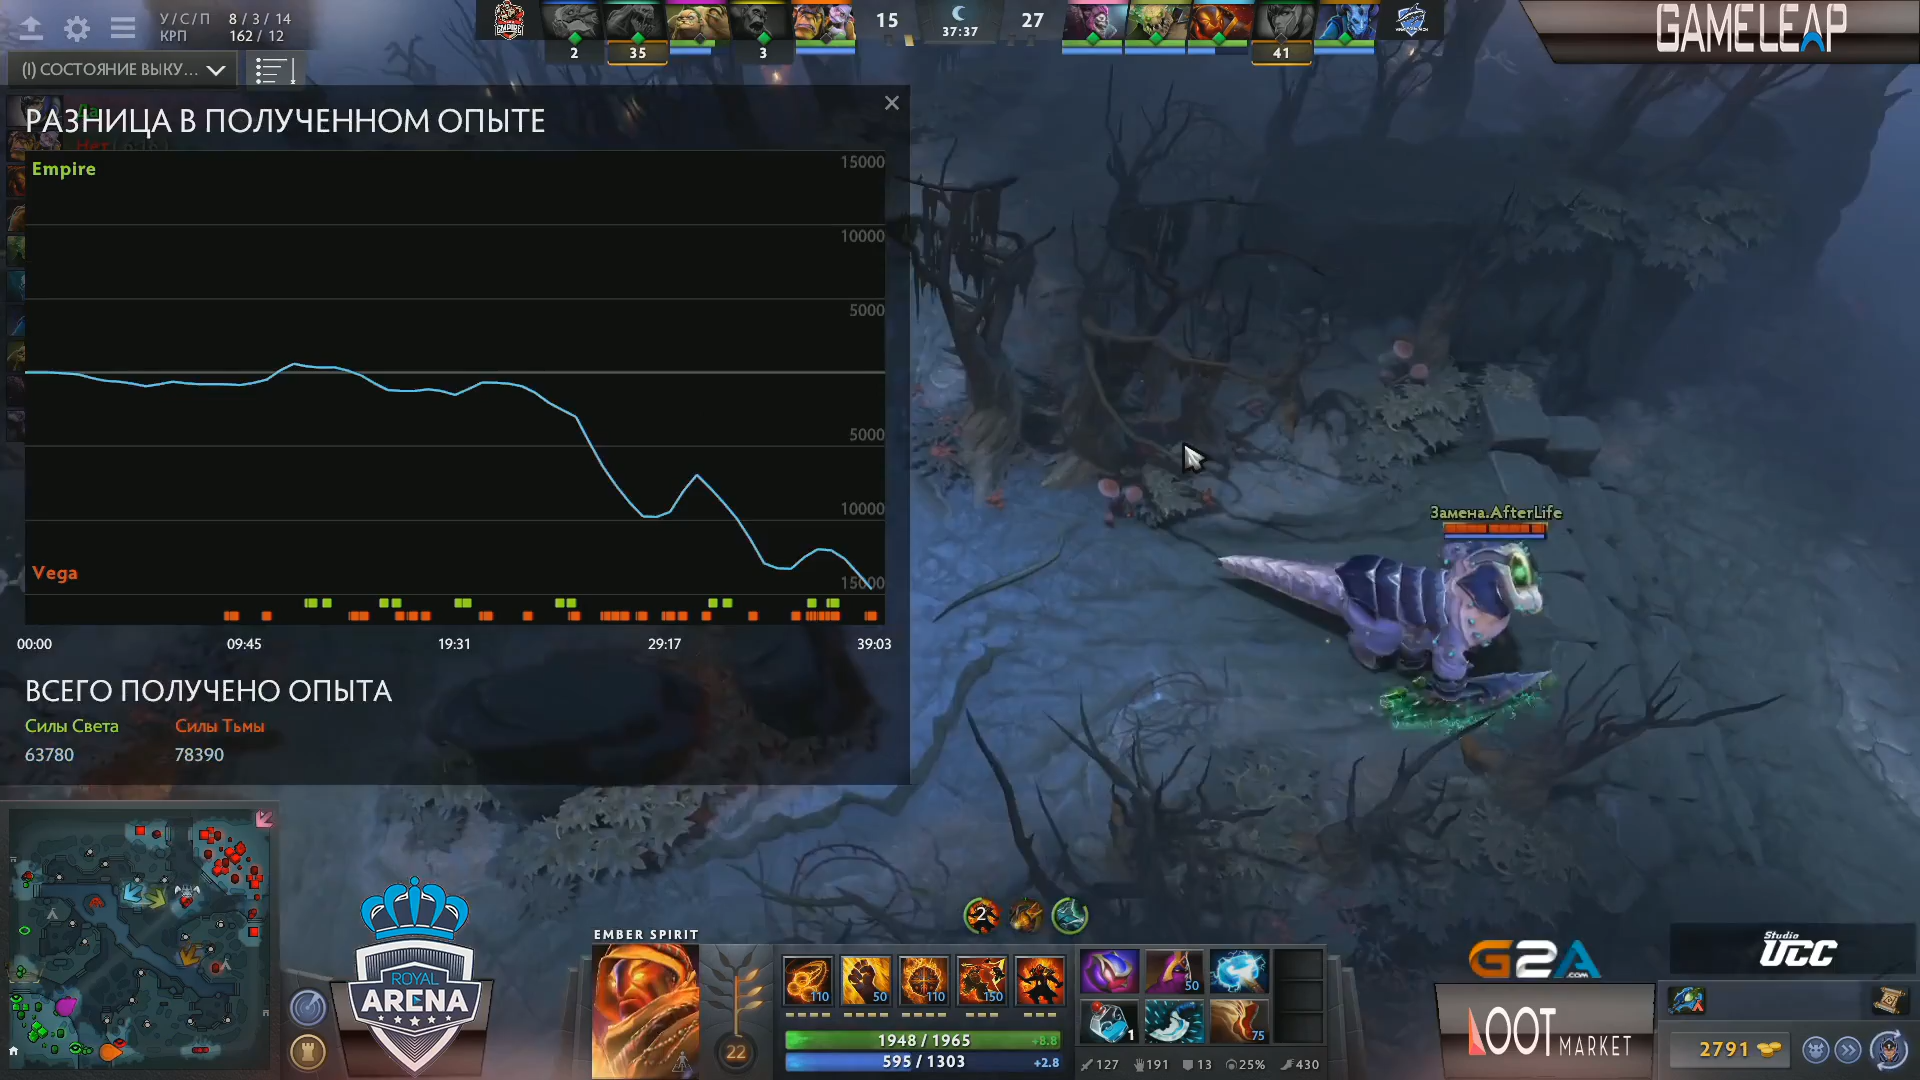 У/С/П 8 / 3 / 14
КРП 162 / 12
(I) СОСТОЯНИЕ ВЫКУ...
EMPIRE
2
35
3
15
37:37
27
41
GAMELEAP
РАЗНИЦА В ПОЛУЧЕННОМ ОПЫТЕ
Empire
15000
10000
5000
5000
10000
15000
Vega
00:00
09:45
19:31
29:17
39:03
ВСЕГО ПОЛУЧЕНО ОПЫТА
Силы Света
Силы Тьмы
63780
78390
Замена.AfterLife
ROYAL
ARENA
EMBER SPIRIT
22
2
110
50
110
150
1948 / 1965
+8.8
595 / 1303
+2.8
50
1
75
127
191
13
25%
430
G2A.COM
LOOT MARKET
Studio
UCC
2791